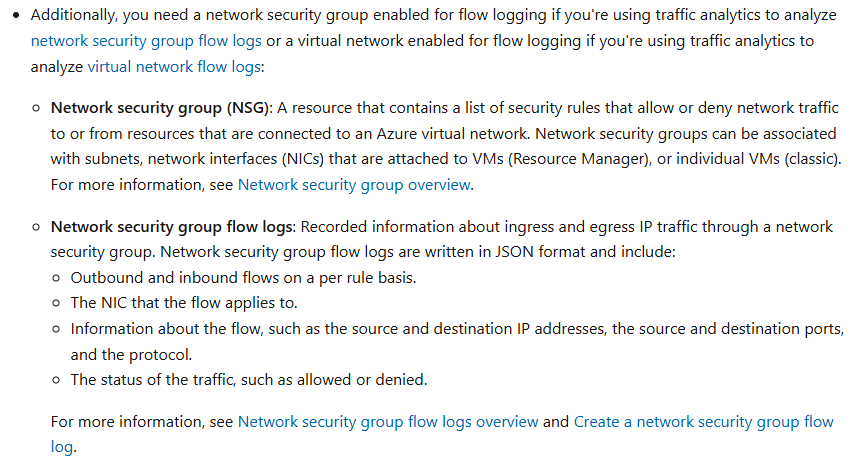 Additionally, you need a network security group enabled for flow logging if you're using traffic analytics to analyze
network security group flow logs or a virtual network enabled for flow logging if you're using traffic analytics to
analyze virtual network flow logs:
Network security group (NSG): A resource that contains a list of security rules that allow or deny network traffic
to or from resources that are connected to an Azure virtual network. Network security groups can be associated
with subnets, network interfaces (NICs) that are attached to VMs (Resource Manager), or individual VMs (classic).
For more information, see Network security group overview.
Network security group flow logs: Recorded information about ingress and egress IP traffic through a network
security group. Network security group flow logs are written in JSON format and include:
Outbound and inbound flows on a per rule basis.
The NIC that the flow applies to.
Information about the flow, such as the source and destination IP addresses, the source and destination ports,
and the protocol.
The status of the traffic, such as allowed or denied.
For more information, see Network security group flow logs overview and Create a network security group flow
log.